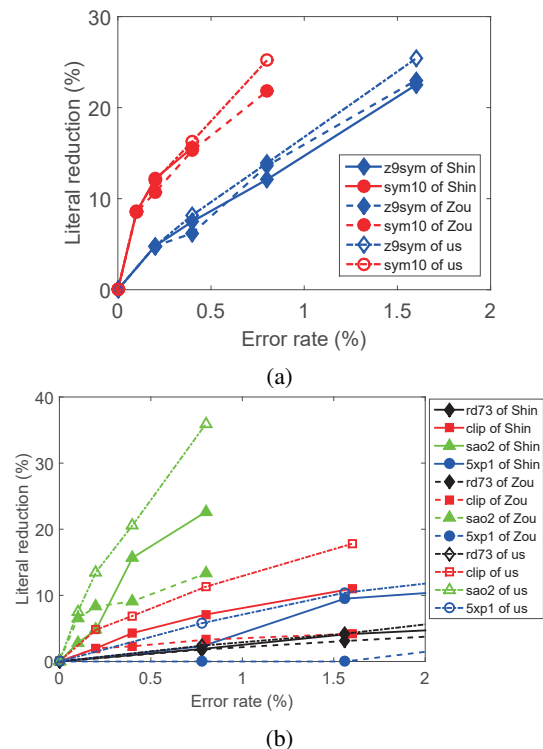 30
20
10
0
Literal reduction (%)
z9sym of Shin
sym10 of Shin
z9sym of Zou
sym10 of Zou
z9sym of us
sym10 of us
0 0.5 1 1.5 2
Error rate (%)
(a)
40
30
20
10
0
Literal reduction (%)
rd73 of Shin
clip of Shin
sao2 of Shin
5xp1 of Shin
rd73 of Zou
clip of Zou
sao2 of Zou
5xp1 of Zou
rd73 of us
clip of us
sao2 of us
5xp1 of us
0 0.5 1 1.5 2
Error rate (%)
(b)